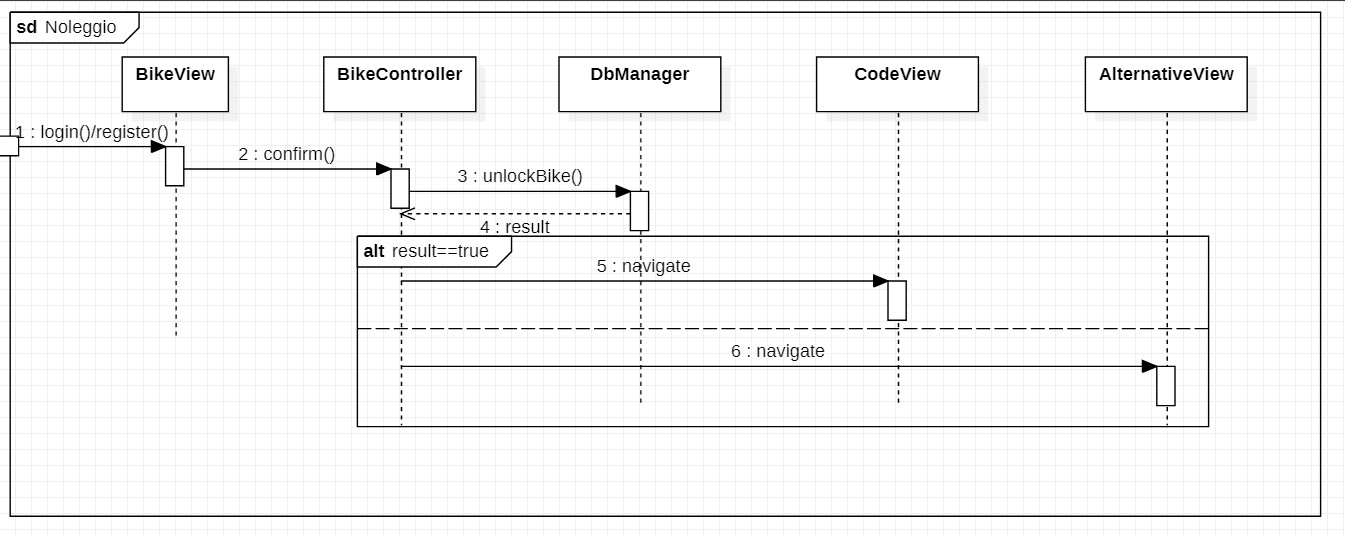 sd Noleggio
BikeView
BikeController
DbManager
CodeView
AlternativeView
1 : login()/register()
2 : confirm()
3 : unlockBike()
4 : result
alt result==true
5 : navigate
6 : navigate